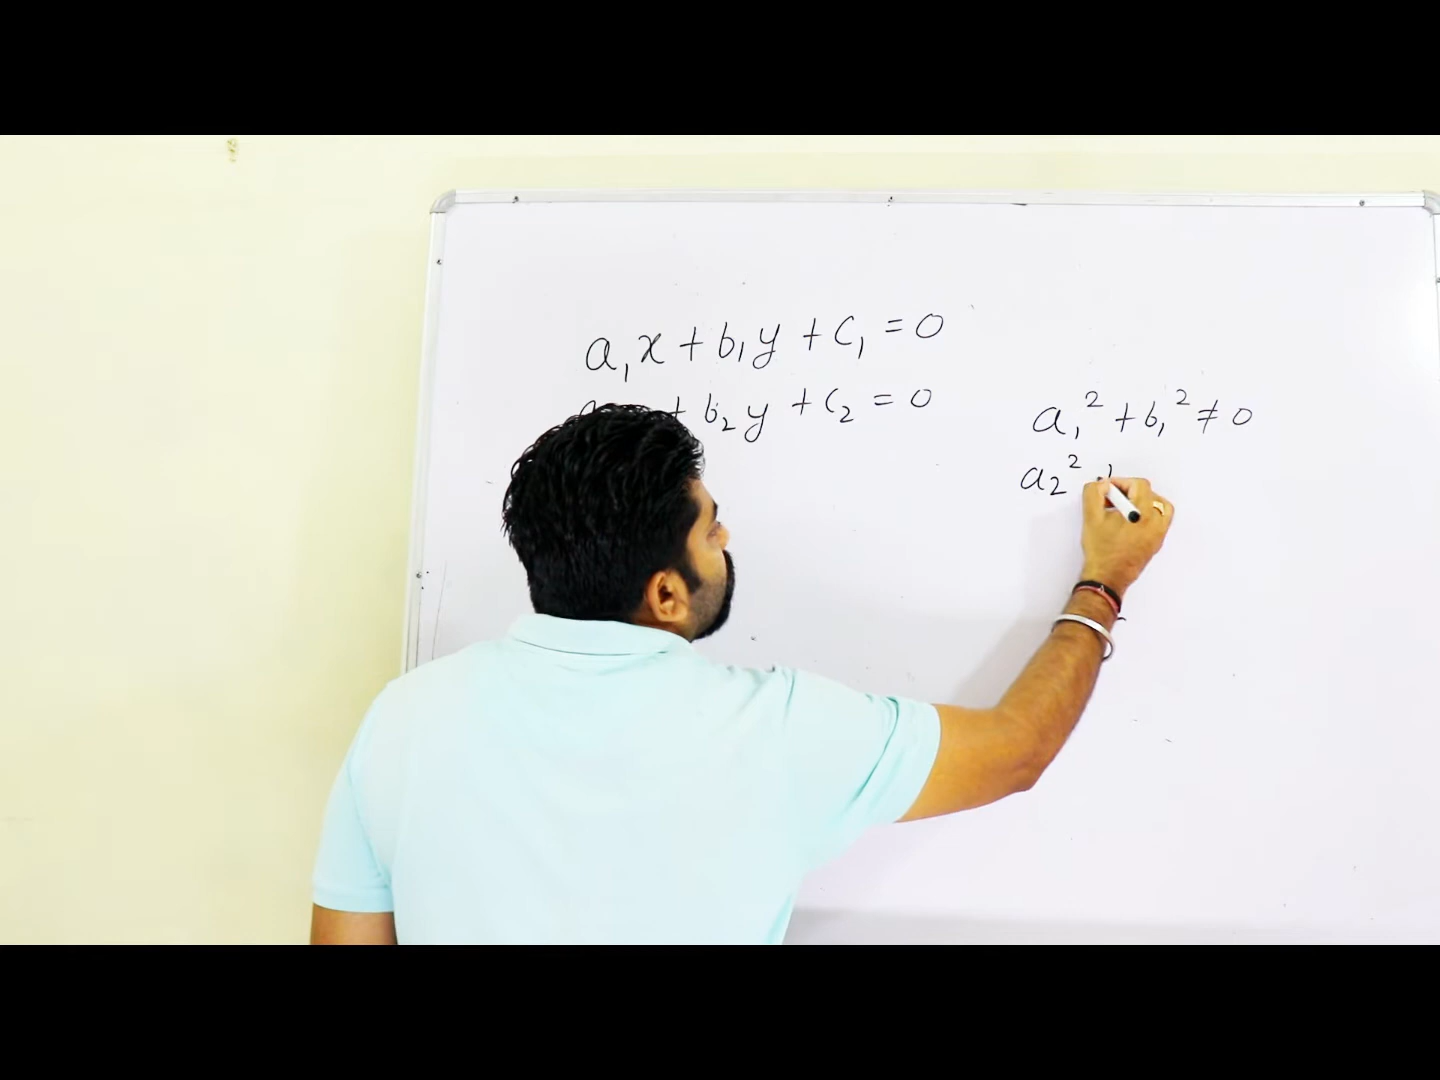 a₁x + b₁y + c₁ = 0
+ b₂y + c₂ = 0
a₁² + b₁² ≠ 0
a₂²